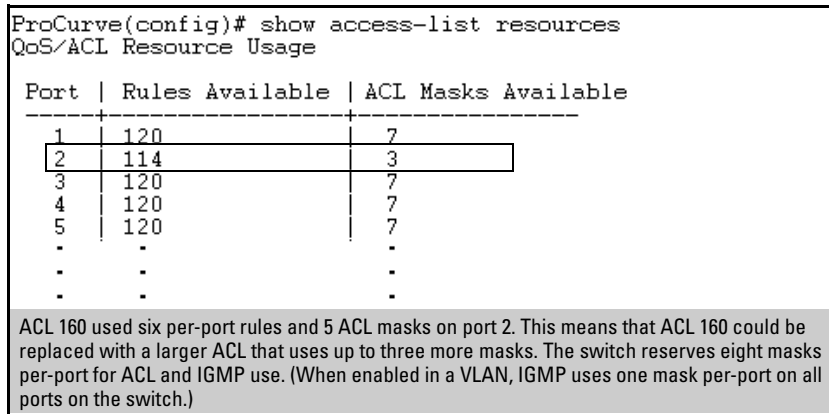 ProCurve(config)# show access-list resources
QoS/ACL Resource Usage
Port | Rules Available | ACL Masks Available
-----+-----------------+----------------
1 | 120 | 7
2 | 114 | 3
3 | 120 | 7
4 | 120 | 7
5 | 120 | 7
. . .
. . .
. . .
ACL 160 used six per-port rules and 5 ACL masks on port 2. This means that ACL 160 could be
replaced with a larger ACL that uses up to three more masks. The switch reserves eight masks
per-port for ACL and IGMP use. (When enabled in a VLAN, IGMP uses one mask per-port on all
ports on the switch.)